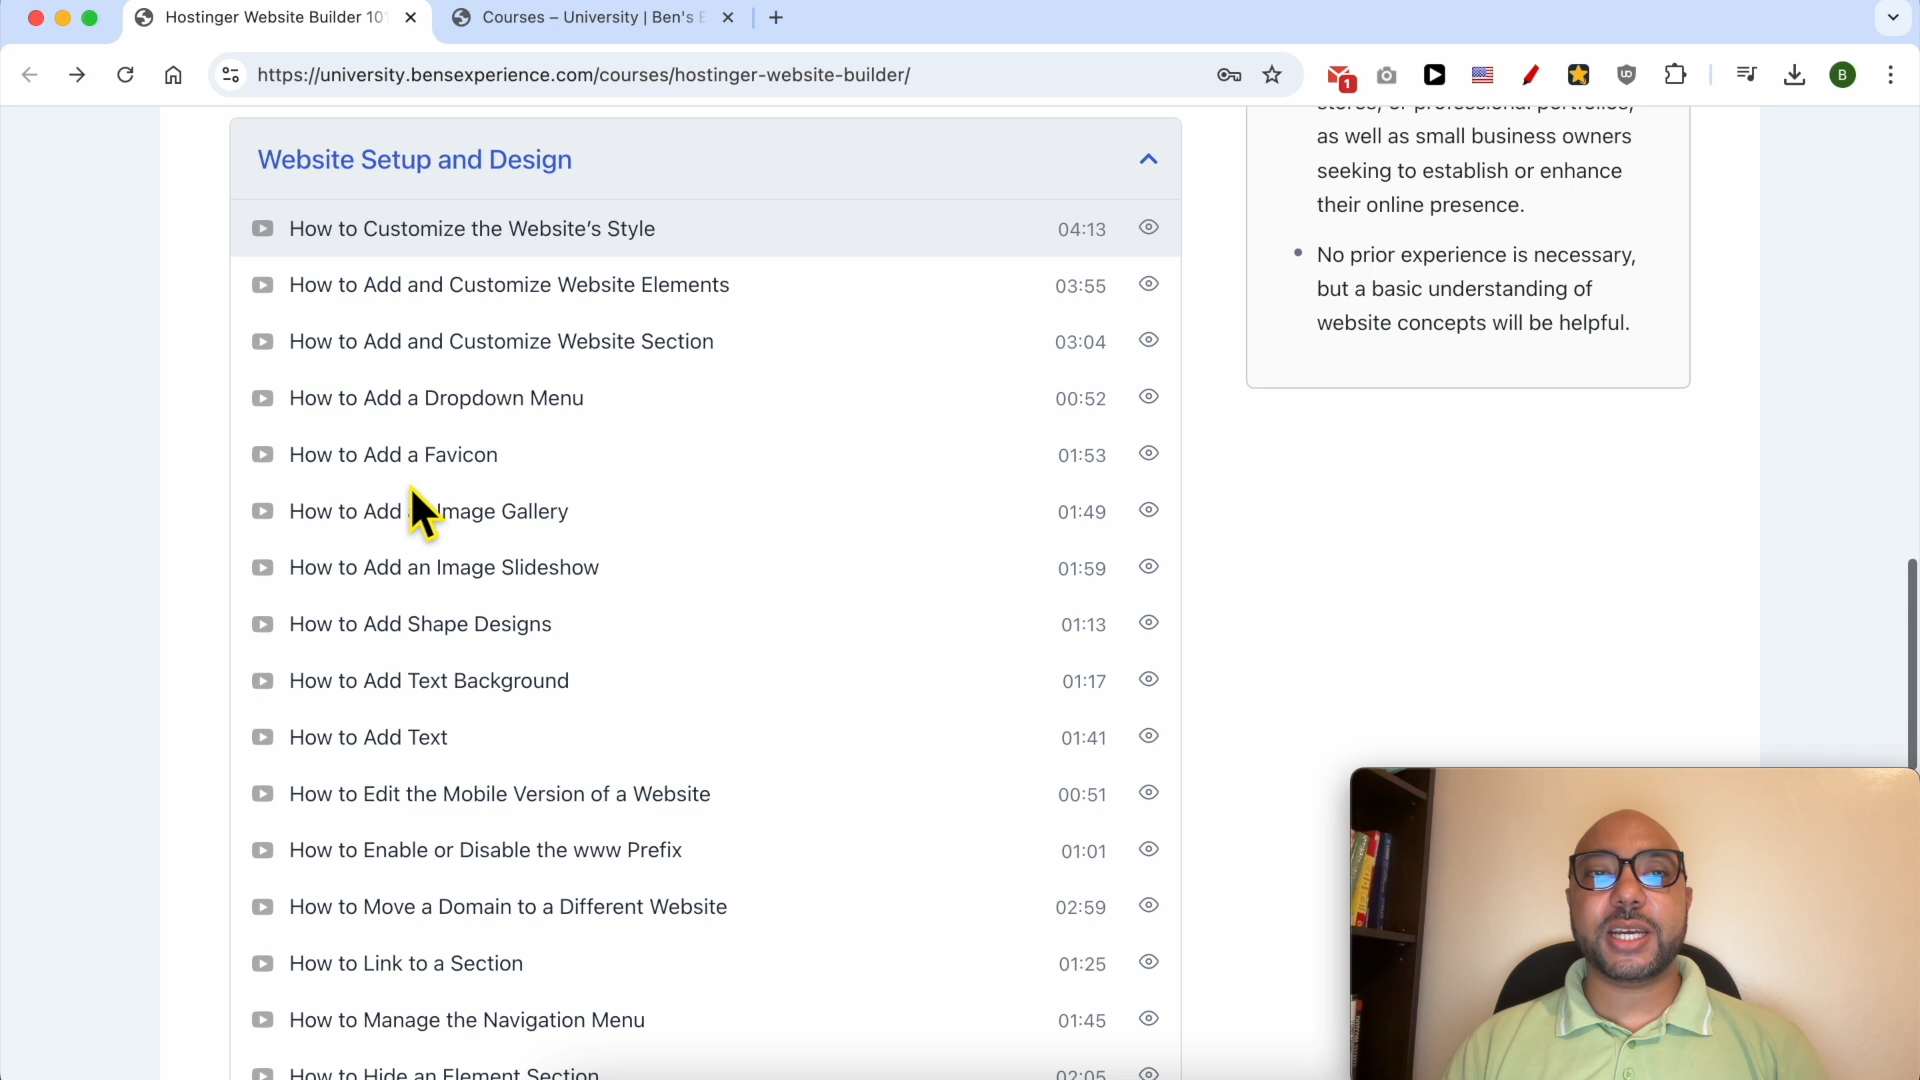 Hostinger Website Builder 101
Courses – University | Ben's E
https://university.bensexperience.com/courses/hostinger-website-builder/
1
B
Website Setup and Design
How to Customize the Website's Style 04:13
How to Add and Customize Website Elements 03:55
How to Add and Customize Website Section 03:04
How to Add a Dropdown Menu 00:52
How to Add a Favicon 01:53
How to Add Image Gallery 01:49
How to Add an Image Slideshow 01:59
How to Add Shape Designs 01:13
How to Add Text Background 01:17
How to Add Text 01:41
How to Edit the Mobile Version of a Website 00:51
How to Enable or Disable the www Prefix 01:01
How to Move a Domain to a Different Website 02:59
How to Link to a Section 01:25
How to Manage the Navigation Menu 01:45
How to Hide an Element Section 02:05
stores, or professional portfolios,
as well as small business owners
seeking to establish or enhance
their online presence.
No prior experience is necessary,
but a basic understanding of
website concepts will be helpful.